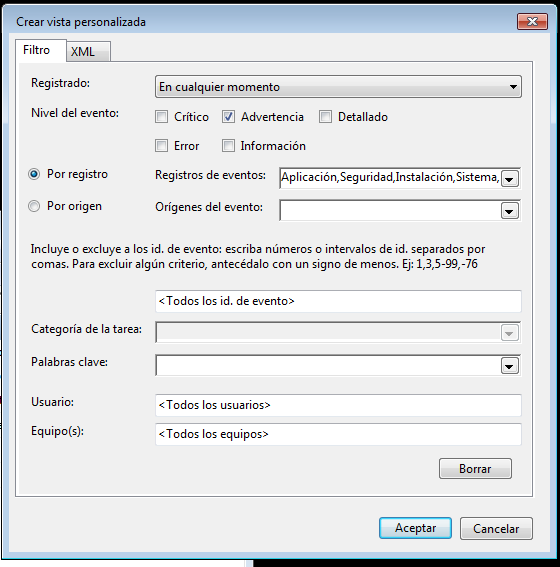 Crear vista personalizada
Filtro XML
Registrado: En cualquier momento
Nivel del evento: Crítico Advertencia Detallado
Error Información
Por registro Registros de eventos: Aplicación,Seguridad,Instalación,Sistema,
Por origen Orígenes del evento:
Incluye o excluye a los id. de evento: escriba números o intervalos de id. separados por
comas. Para excluir algún criterio, antecédalo con un signo de menos. Ej: 1,3,5-99,-76
<Todos los id. de evento>
Categoría de la tarea:
Palabras clave:
Usuario: <Todos los usuarios>
Equipo(s): <Todos los equipos>
Borrar
Aceptar Cancelar